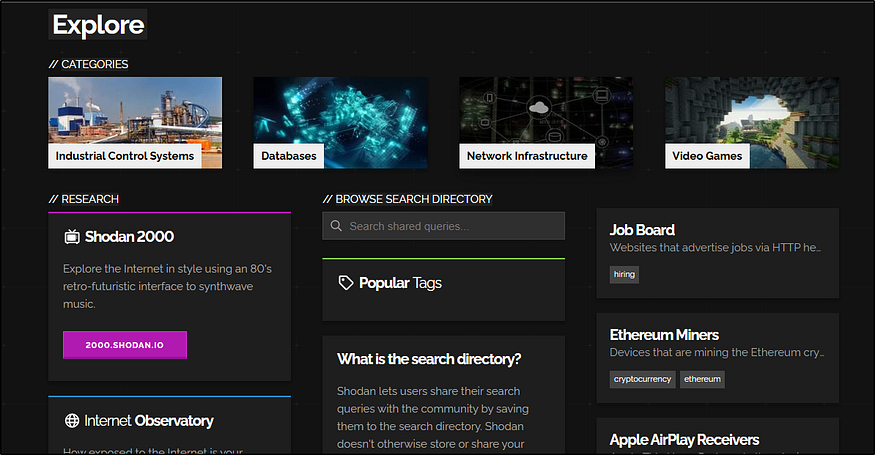 Explore
// CATEGORIES
Industrial Control Systems
Databases
Network Infrastructure
Video Games
// RESEARCH
Shodan 2000
Explore the Internet in style using an 80's
retro-futuristic interface to synthwave
music.
2000.SHODAN.IO
Internet Observatory
How exposed to the Internet is your
// BROWSE SEARCH DIRECTORY
Search shared queries...
Popular Tags
What is the search directory?
Shodan lets users share their search
queries with the community by saving
them to the search directory. Shodan
doesn't otherwise store or share your
Job Board
Websites that advertise jobs via HTTP he...
hiring
Ethereum Miners
Devices that are mining the Ethereum cry...
cryptocurrency ethereum
Apple AirPlay Receivers